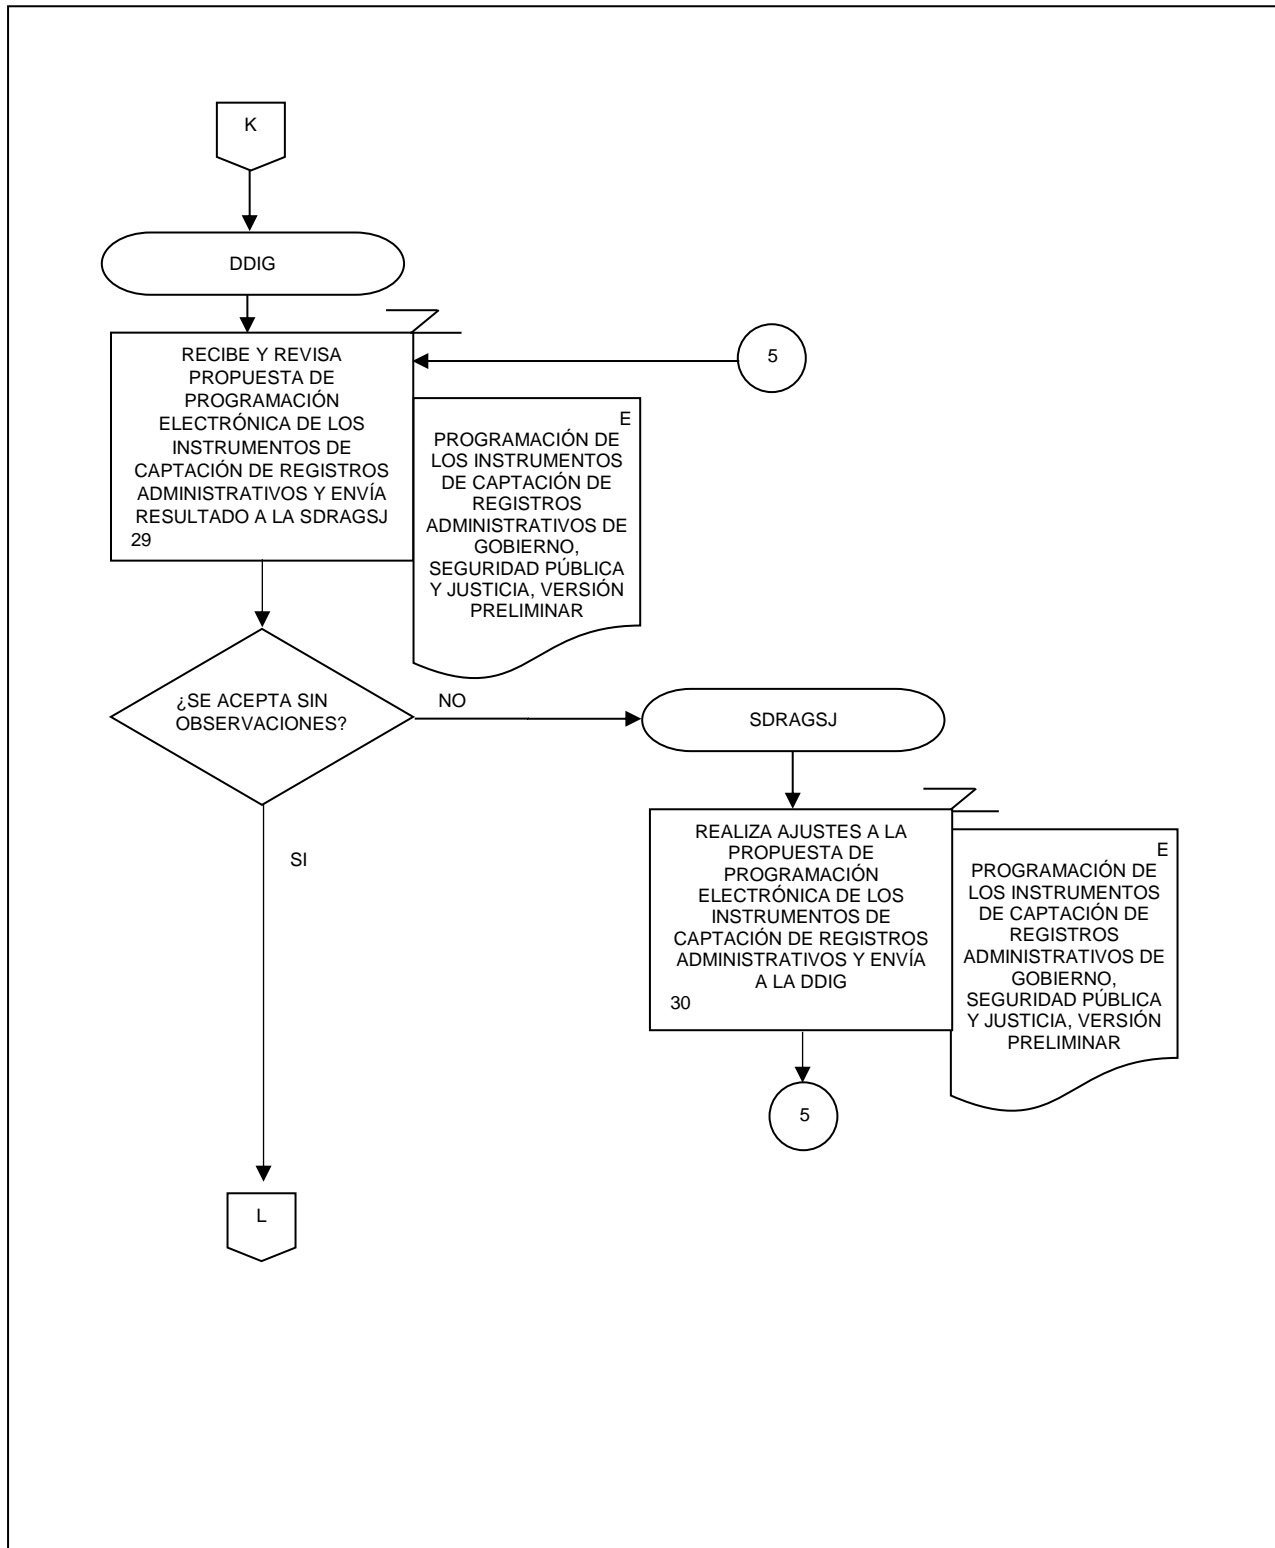 K
DDIG
RECIBE Y REVISA
PROPUESTA DE
PROGRAMACIÓN
ELECTRÓNICA DE LOS
INSTRUMENTOS DE
CAPTACIÓN DE REGISTROS
ADMINISTRATIVOS Y ENVÍA
RESULTADO A LA SDRAGSJ
29
5
E
PROGRAMACIÓN DE
LOS INSTRUMENTOS
DE CAPTACIÓN DE
REGISTROS
ADMINISTRATIVOS DE
GOBIERNO,
SEGURIDAD PÚBLICA
Y JUSTICIA, VERSIÓN
PRELIMINAR
¿SE ACEPTA SIN
OBSERVACIONES?
NO
SDRAGSJ
SI
REALIZA AJUSTES A LA
PROPUESTA DE
PROGRAMACIÓN
ELECTRÓNICA DE LOS
INSTRUMENTOS DE
CAPTACIÓN DE REGISTROS
ADMINISTRATIVOS Y ENVÍA
A LA DDIG
30
E
PROGRAMACIÓN DE
LOS INSTRUMENTOS
DE CAPTACIÓN DE
REGISTROS
ADMINISTRATIVOS DE
GOBIERNO,
SEGURIDAD PÚBLICA
Y JUSTICIA, VERSIÓN
PRELIMINAR
5
L